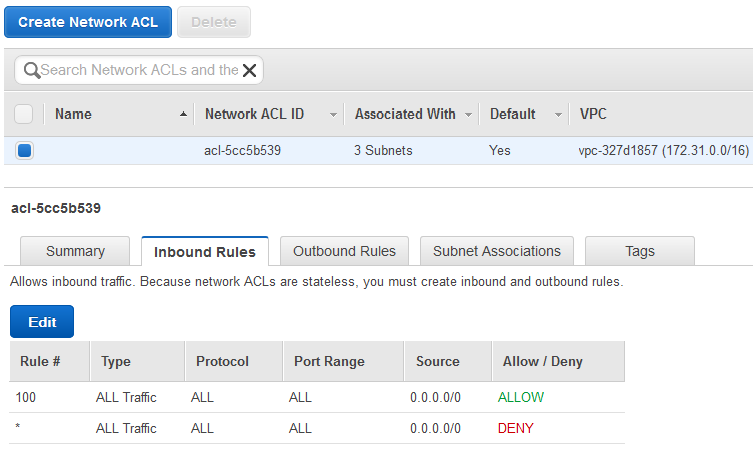 Create Network ACL Delete
Search Network ACLs and the
Name Network ACL ID Associated With Default VPC
acl-5cc5b539 3 Subnets Yes vpc-327d1857 (172.31.0.0/16)
acl-5cc5b539
Summary Inbound Rules Outbound Rules Subnet Associations Tags
Allows inbound traffic. Because network ACLs are stateless, you must create inbound and outbound rules.
Edit
Rule # Type Protocol Port Range Source Allow / Deny
100 ALL Traffic ALL ALL 0.0.0.0/0 ALLOW
* ALL Traffic ALL ALL 0.0.0.0/0 DENY